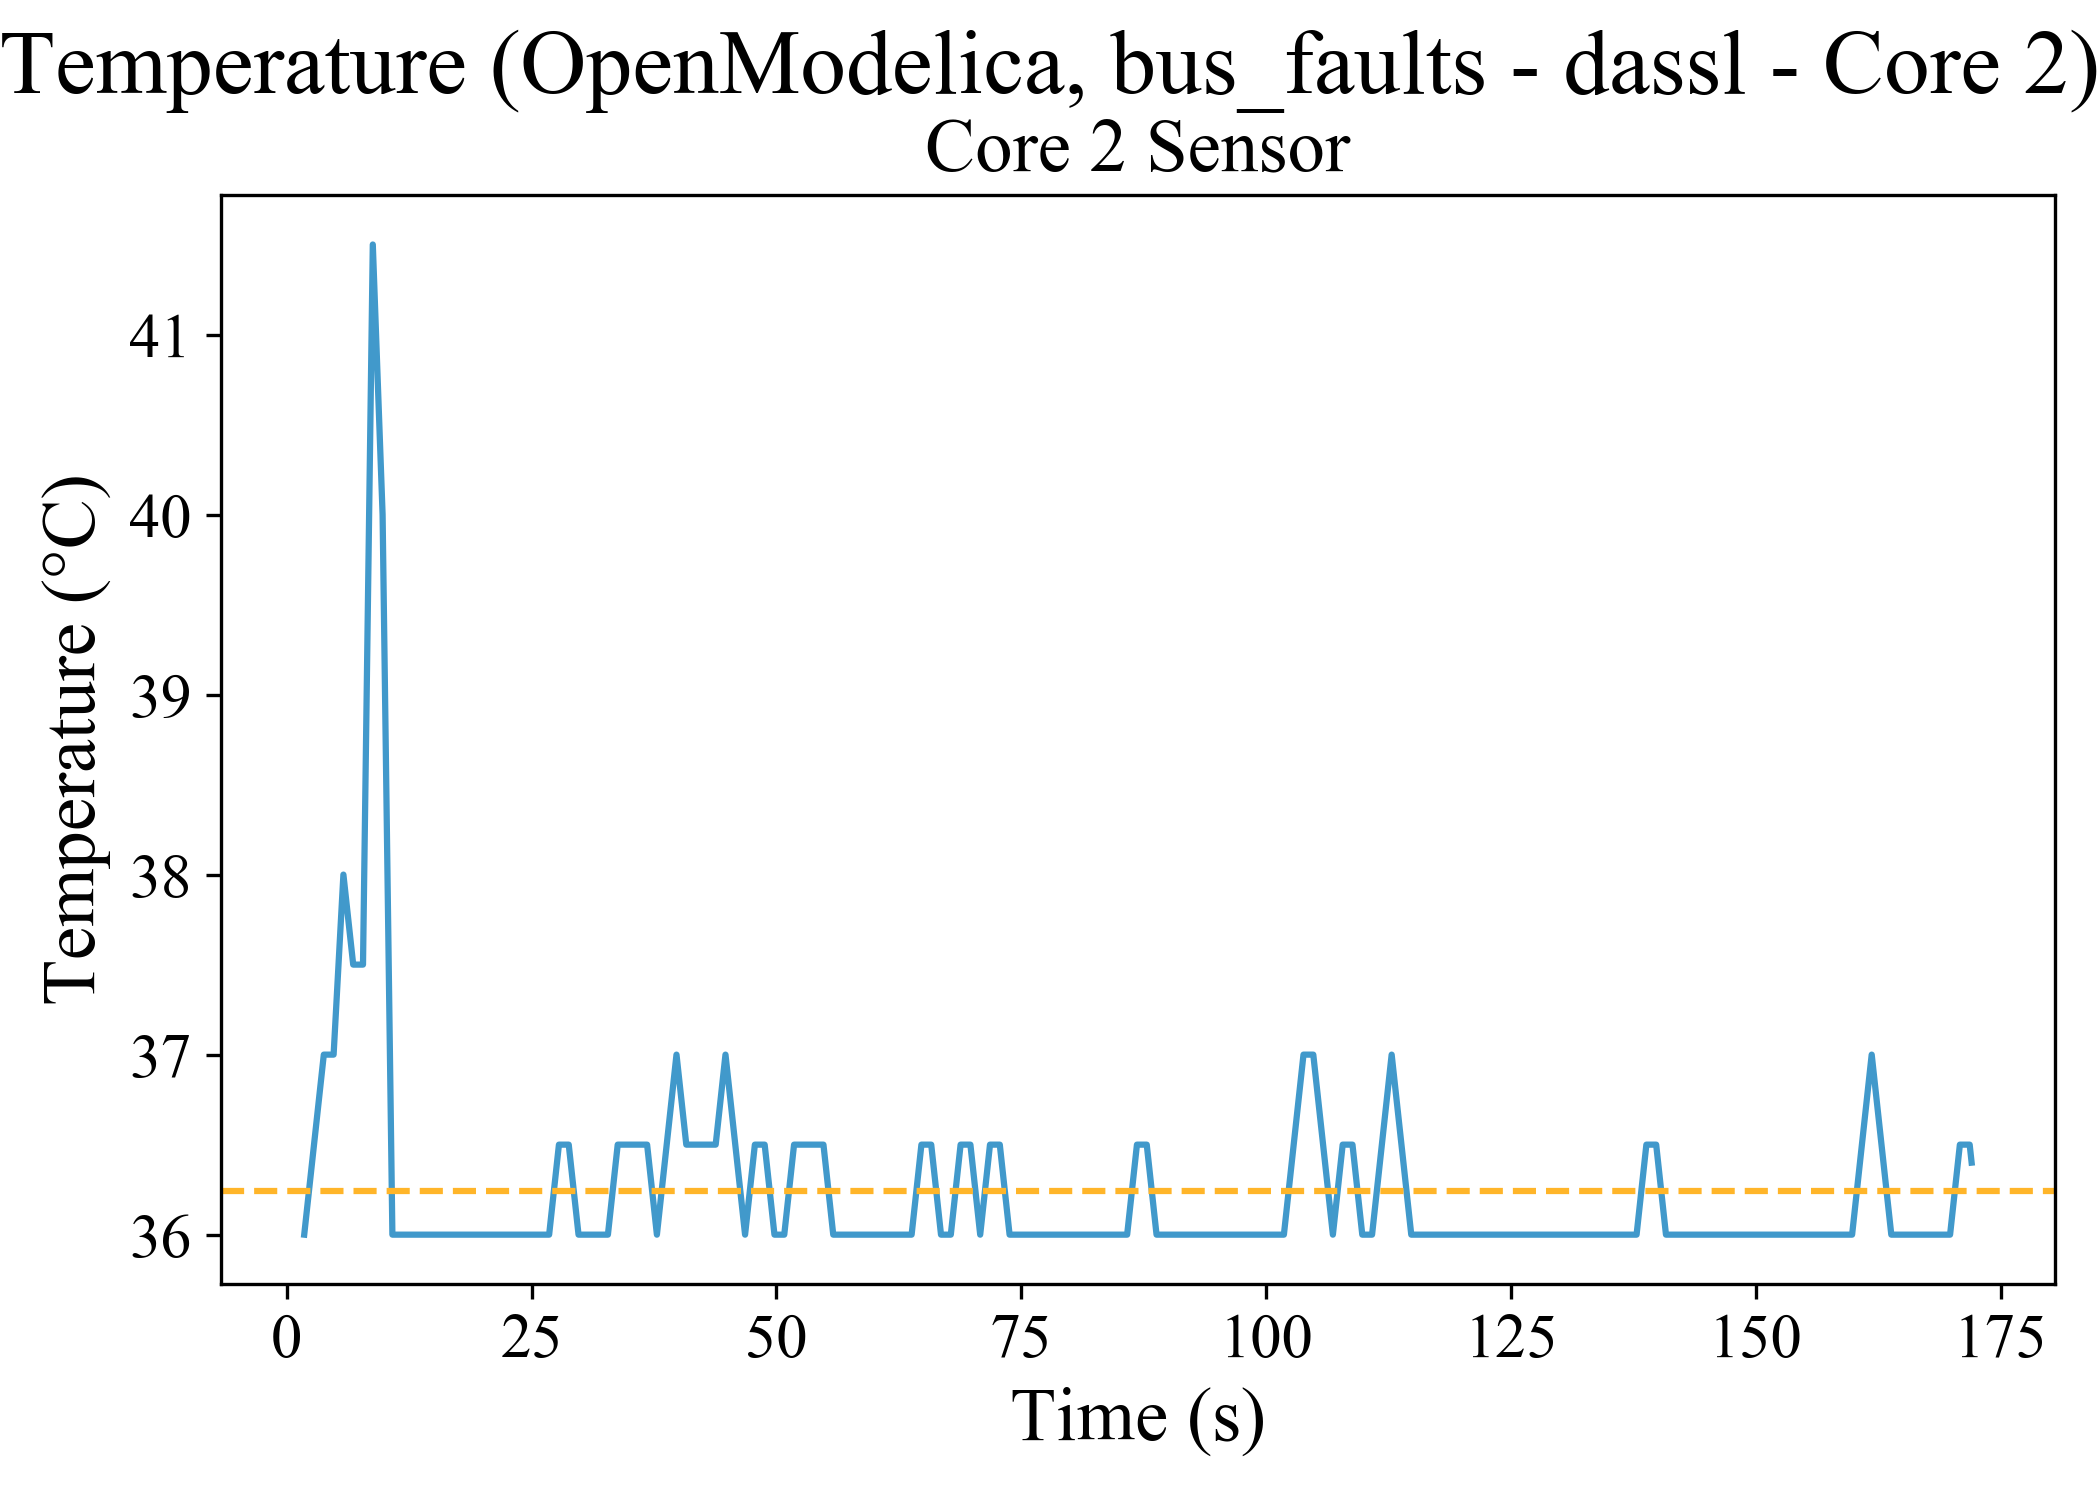 Temperature (OpenModelica, bus_faults - dassl - Core 2)
Core 2 Sensor
Temperature (°C)
41
40
39
38
37
36
0 25 50 75 100 125 150 175
Time (s)